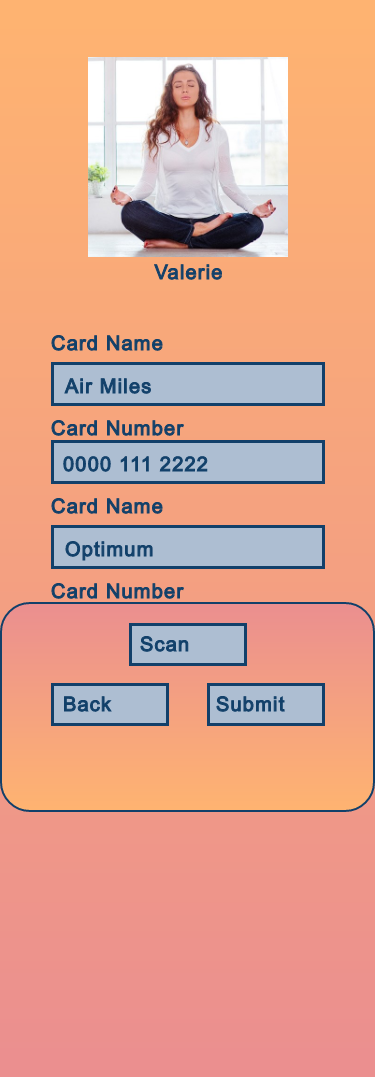 Valerie
Card Name
Air Miles
Card Number
0000 111 2222
Card Name
Optimum
Card Number
Scan
Back
Submit